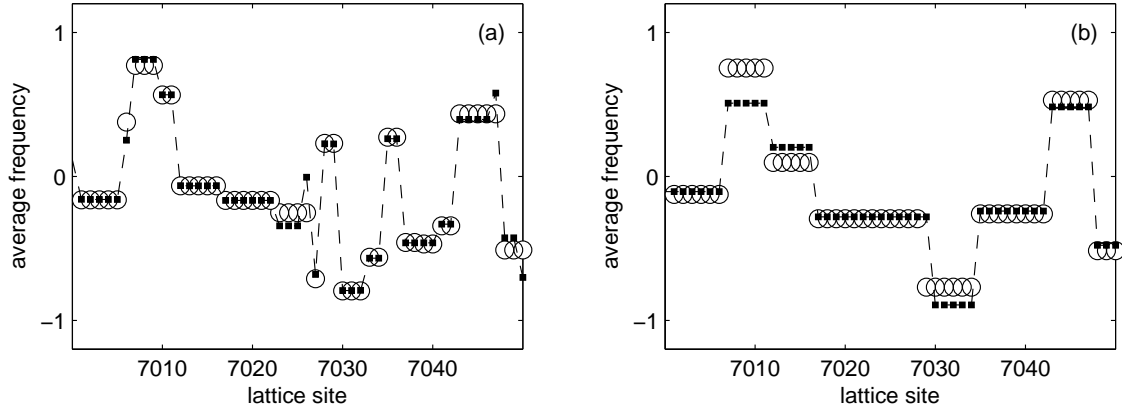 (a)
1
0
−1
average frequency
7010 7020 7030 7040
lattice site
(b)
1
0
−1
average frequency
7010 7020 7030 7040
lattice site